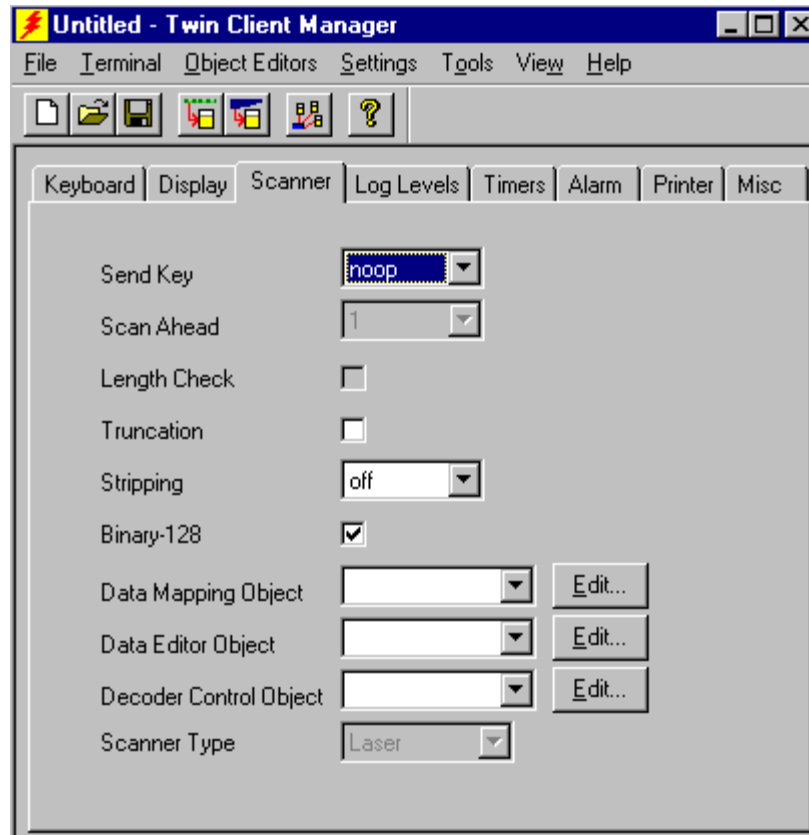 Untitled - Twin Client Manager
File Terminal Object Editors Settings Tools View Help
Keyboard Display Scanner Log Levels Timers Alarm Printer Misc
Send Key noop
Scan Ahead 1
Length Check
Truncation
Stripping off
Binary-128
Data Mapping Object Edit...
Data Editor Object Edit...
Decoder Control Object Edit...
Scanner Type Laser